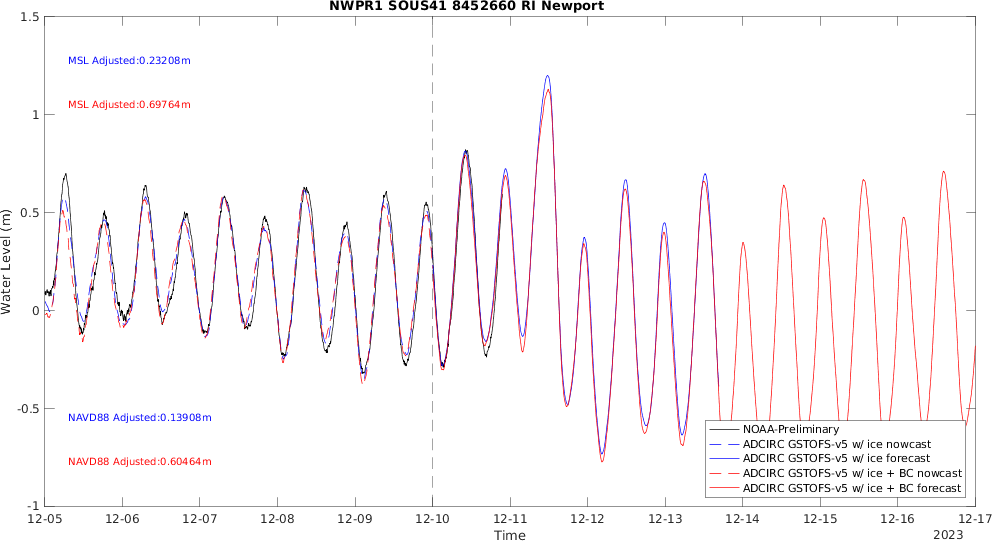 NWPR1 SOUS41 8452660 RI Newport
1.5
1
0.5
0
-0.5
-1
Water Level (m)
MSL Adjusted:0.23208m
MSL Adjusted:0.69764m
NAVD88 Adjusted:0.13908m
NAVD88 Adjusted:0.60464m
NOAA-Preliminary
ADCIRC GSTOFS-v5 w/ ice nowcast
ADCIRC GSTOFS-v5 w/ ice forecast
ADCIRC GSTOFS-v5 w/ ice + BC nowcast
ADCIRC GSTOFS-v5 w/ ice + BC forecast
12-05 12-06 12-07 12-08 12-09 12-10 12-11 12-12 12-13 12-14 12-15 12-16 12-17
Time
2023